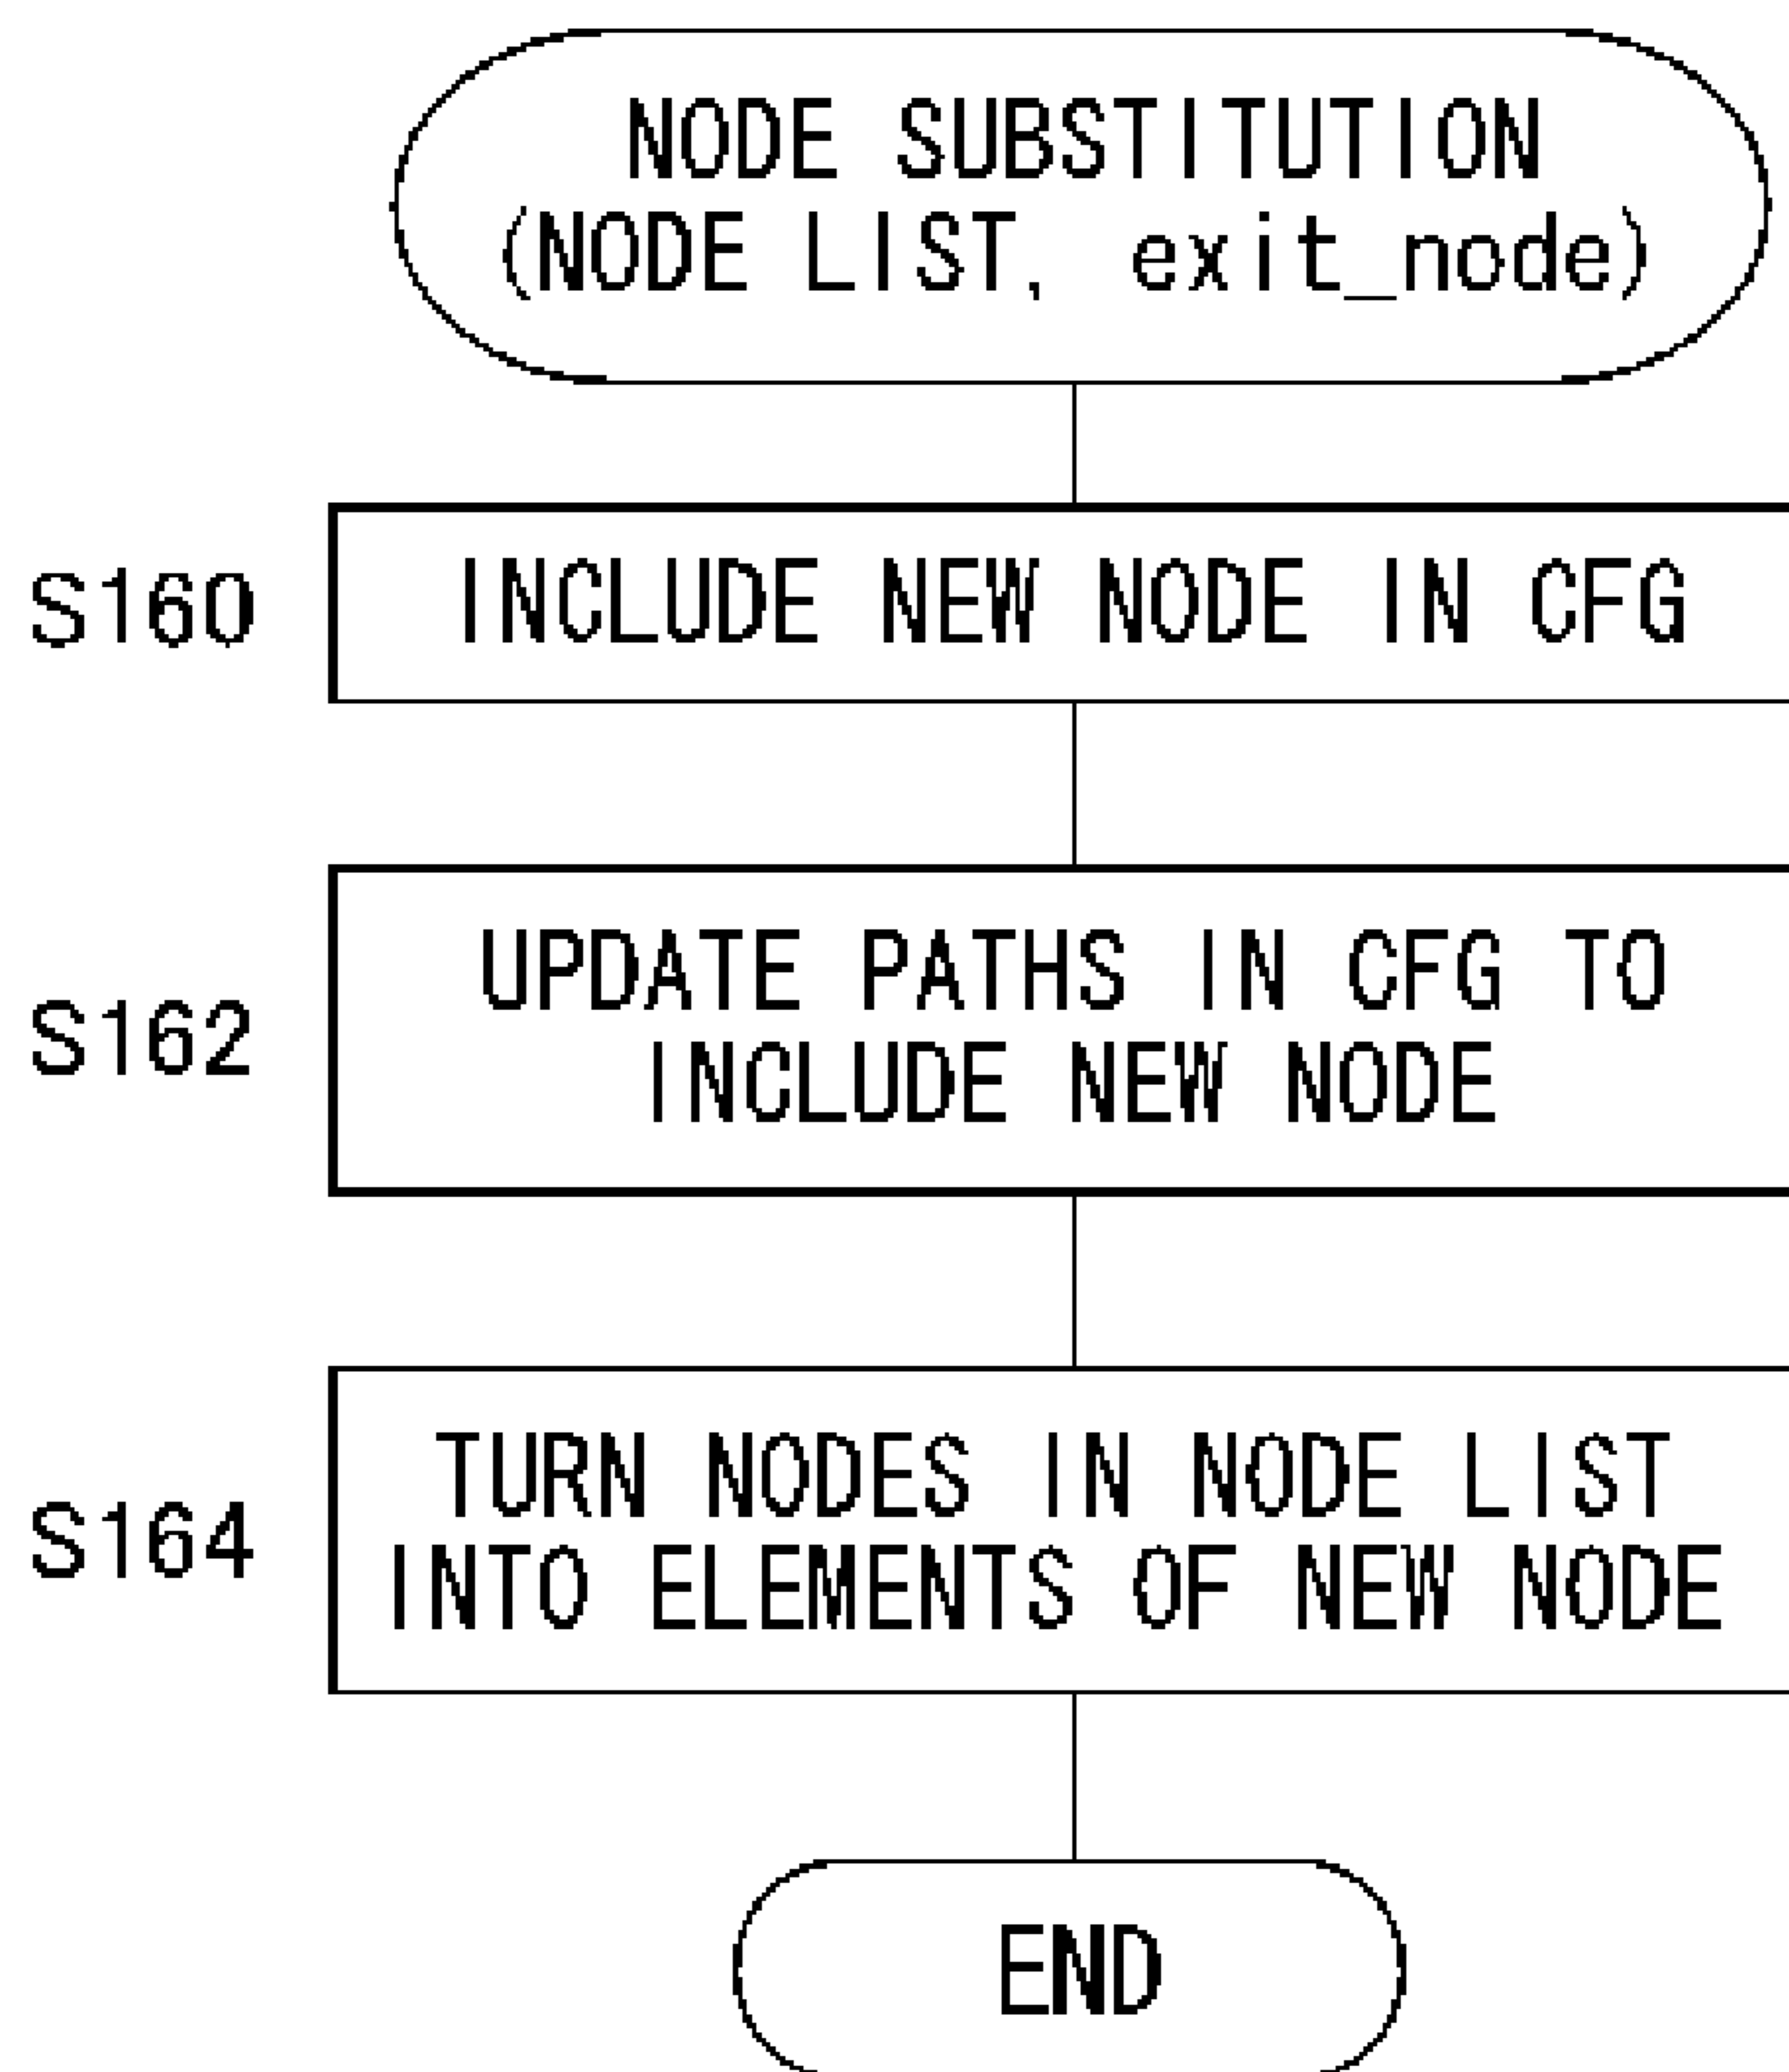 NODE SUBSTITUTION
(NODE LIST, exit_node)
S160
INCLUDE NEW NODE IN CFG
S162
UPDATE PATHS IN CFG TO
INCLUDE NEW NODE
S164
TURN NODES IN NODE LIST
INTO ELEMENTS OF NEW NODE
END